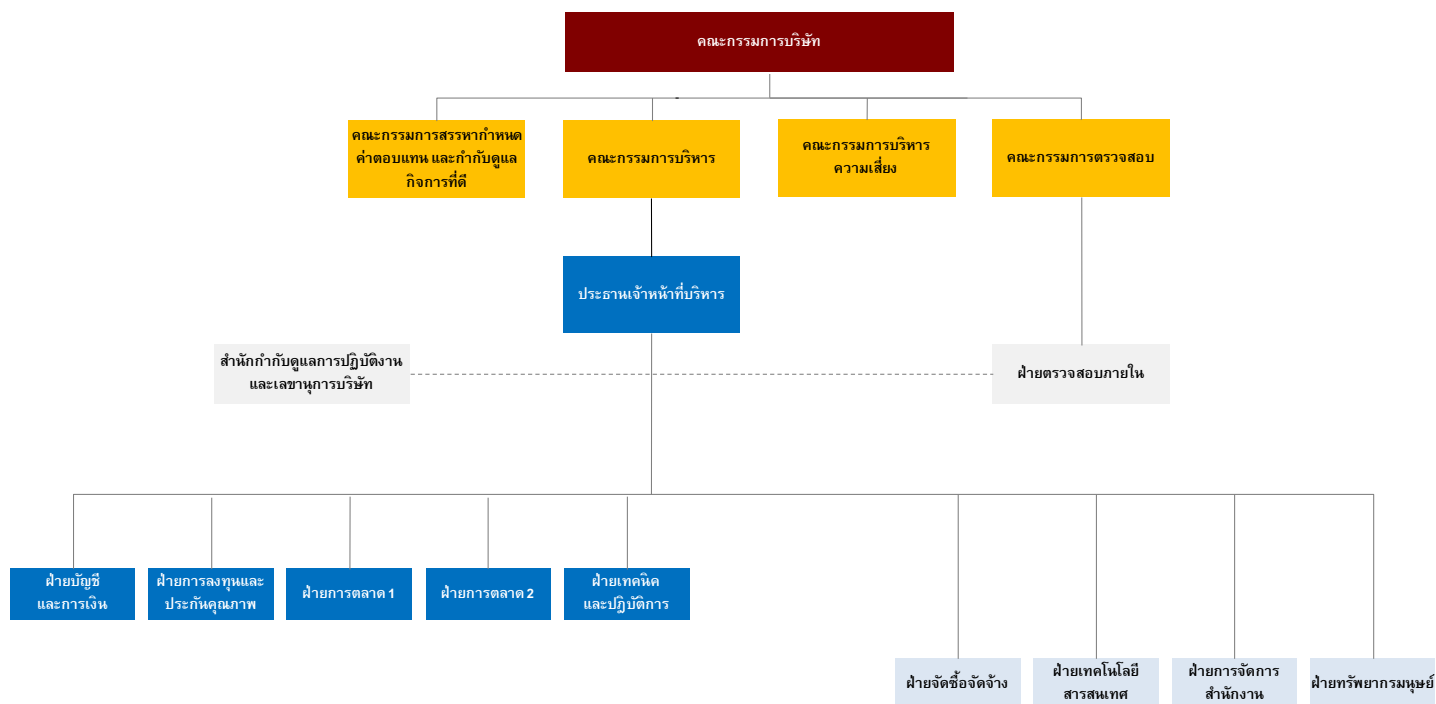 คณะกรรมการบริษัท
คณะกรรมการสรรหากำหนด
ค่าตอบแทน และกำกับดูแล
กิจการที่ดี
คณะกรรมการบริหาร
คณะกรรมการบริหาร
ความเสี่ยง
คณะกรรมการตรวจสอบ
ประธานเจ้าหน้าที่บริหาร
สำนักกำกับดูแลการปฏิบัติงาน
และเลขานุการบริษัท
ฝ่ายตรวจสอบภายใน
ฝ่ายบัญชี
และการเงิน
ฝ่ายการลงทุนและ
ประกันคุณภาพ
ฝ่ายการตลาด 1
ฝ่ายการตลาด 2
ฝ่ายเทคนิค
และปฎิบัติการ
ฝ่ายจัดซื้อจัดจ้าง
ฝ่ายเทคโนโลยี
สารสนเทศ
ฝ่ายการจัดการ
สำนักงาน
ฝ่ายทรัพยากรมนุษย์